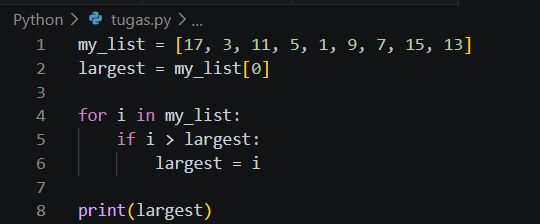 Python > tugas.py > ...
1 my_list = [17, 3, 11, 5, 1, 9, 7, 15, 13]
2 largest = my_list[0]
3
4 for i in my_list:
5     if i > largest:
6         largest = i
7
8 print(largest)